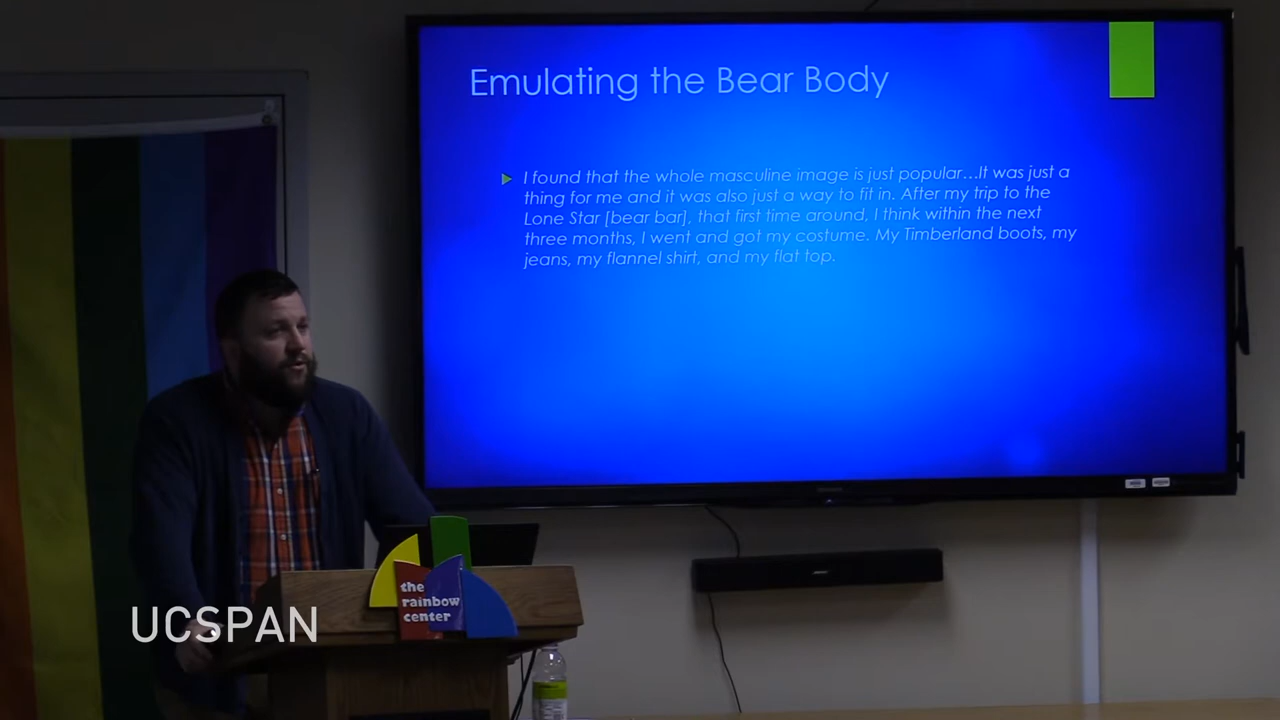 Emulating the Bear Body
I found that the whole masculine image is just popular…It was just a
thing for me and it was also just a way to fit in. After my trip to the
Lone Star [bear bar], that first time around, I think within the next
three months, I went and got my costume. My Timberland boots, my
jeans, my flannel shirt, and my flat top.
the
rainbow
center
UCSPAN